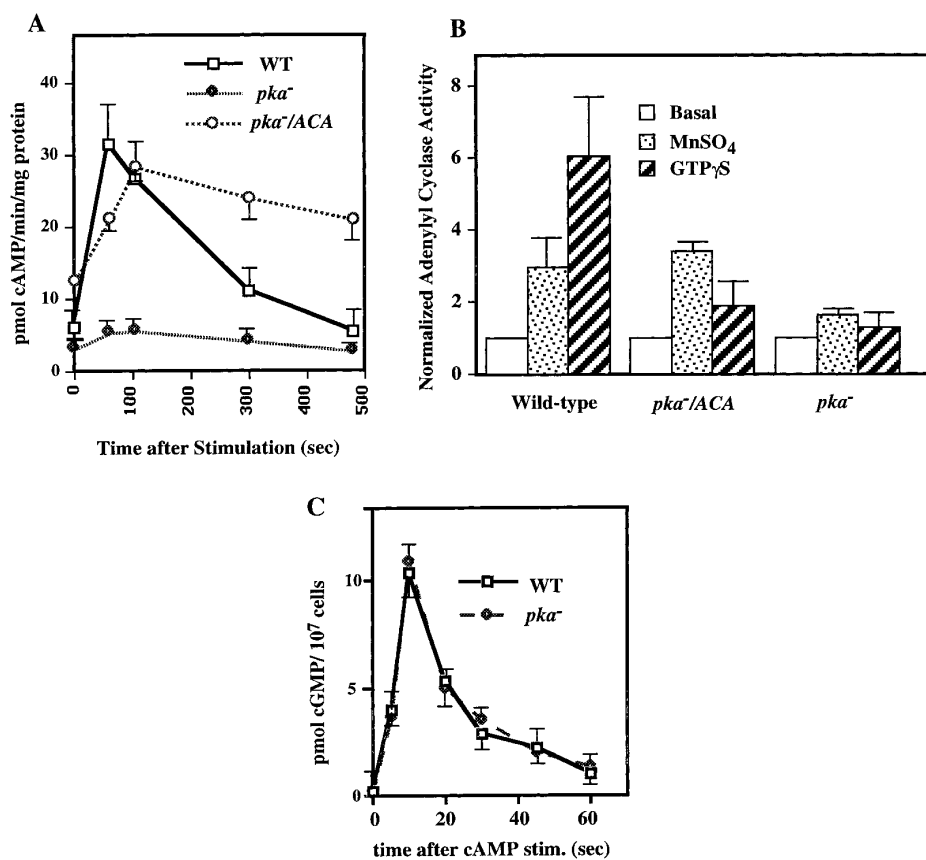 A
WT
pka⁻
pka⁻/ACA
pmol cAMP/min/mg protein
40
30
20
10
0
0
100
200
300
400
500
Time after Stimulation (sec)
B
Normalized Adenylyl Cyclase Activity
8
6
4
2
0
Basal
MnSO₄
GTPγS
Wild-type
pka⁻/ACA
pka⁻
C
WT
pka⁻
pmol cGMP/ 10⁷ cells
10
5
0
0
20
40
60
time after cAMP stim. (sec)